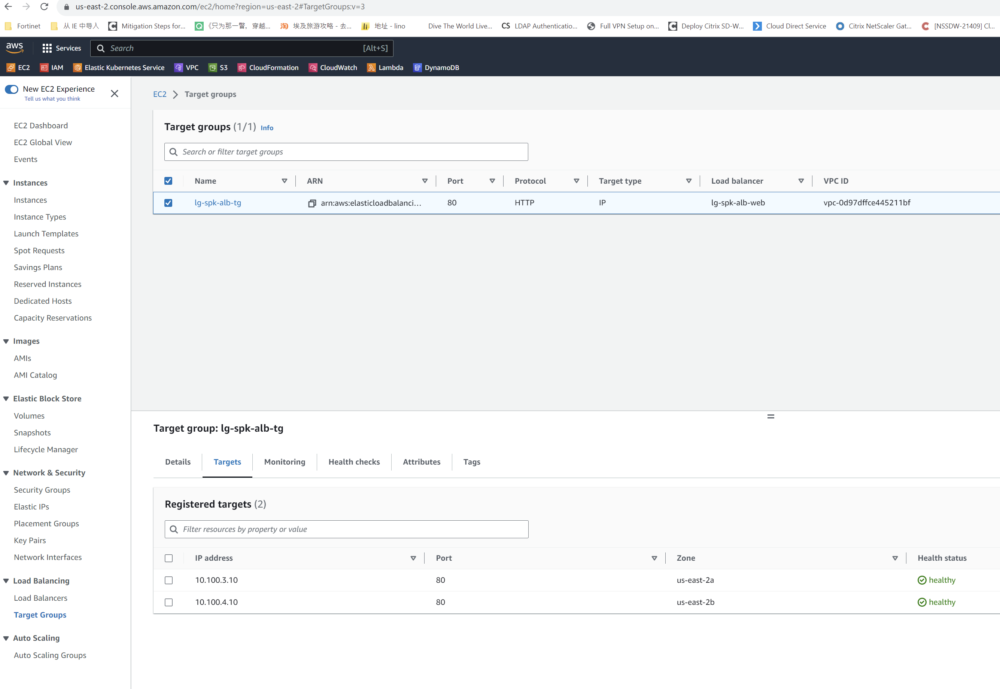 us-east-2.console.aws.amazon.com/ec2/home?region=us-east-2#TargetGroups:v=3
Fortinet 从 IE 中导入 Mitigation Steps for... 《只为那一瞥，穿越... 埃及旅游攻略 - 去... 地址 - lino Dive The World Live... CS LDAP Authenticatio... Full VPN Setup on... Deploy Citrix SD-W... Cloud Direct Service Citrix NetScaler Gat... [NSSDW-21409] Cl...
aws Services Search [Alt+S]
EC2 IAM Elastic Kubernetes Service VPC S3 CloudFormation CloudWatch Lambda DynamoDB
New EC2 Experience
Tell us what you think
EC2 Dashboard
EC2 Global View
Events
Instances
Instances
Instance Types
Launch Templates
Spot Requests
Savings Plans
Reserved Instances
Dedicated Hosts
Capacity Reservations
Images
AMIs
AMI Catalog
Elastic Block Store
Volumes
Snapshots
Lifecycle Manager
Network & Security
Security Groups
Elastic IPs
Placement Groups
Key Pairs
Network Interfaces
Load Balancing
Load Balancers
Target Groups
Auto Scaling
Auto Scaling Groups
EC2 Target groups
Target groups (1/1) Info
Search or filter target groups
Name ARN Port Protocol Target type Load balancer VPC ID
lg-spk-alb-tg arn:aws:elasticloadbalanci... 80 HTTP IP lg-spk-alb-web vpc-0d97dffce445211bf
Target group: lg-spk-alb-tg
Details Targets Monitoring Health checks Attributes Tags
Registered targets (2)
Filter resources by property or value
IP address Port Zone Health status
10.100.3.10 80 us-east-2a healthy
10.100.4.10 80 us-east-2b healthy